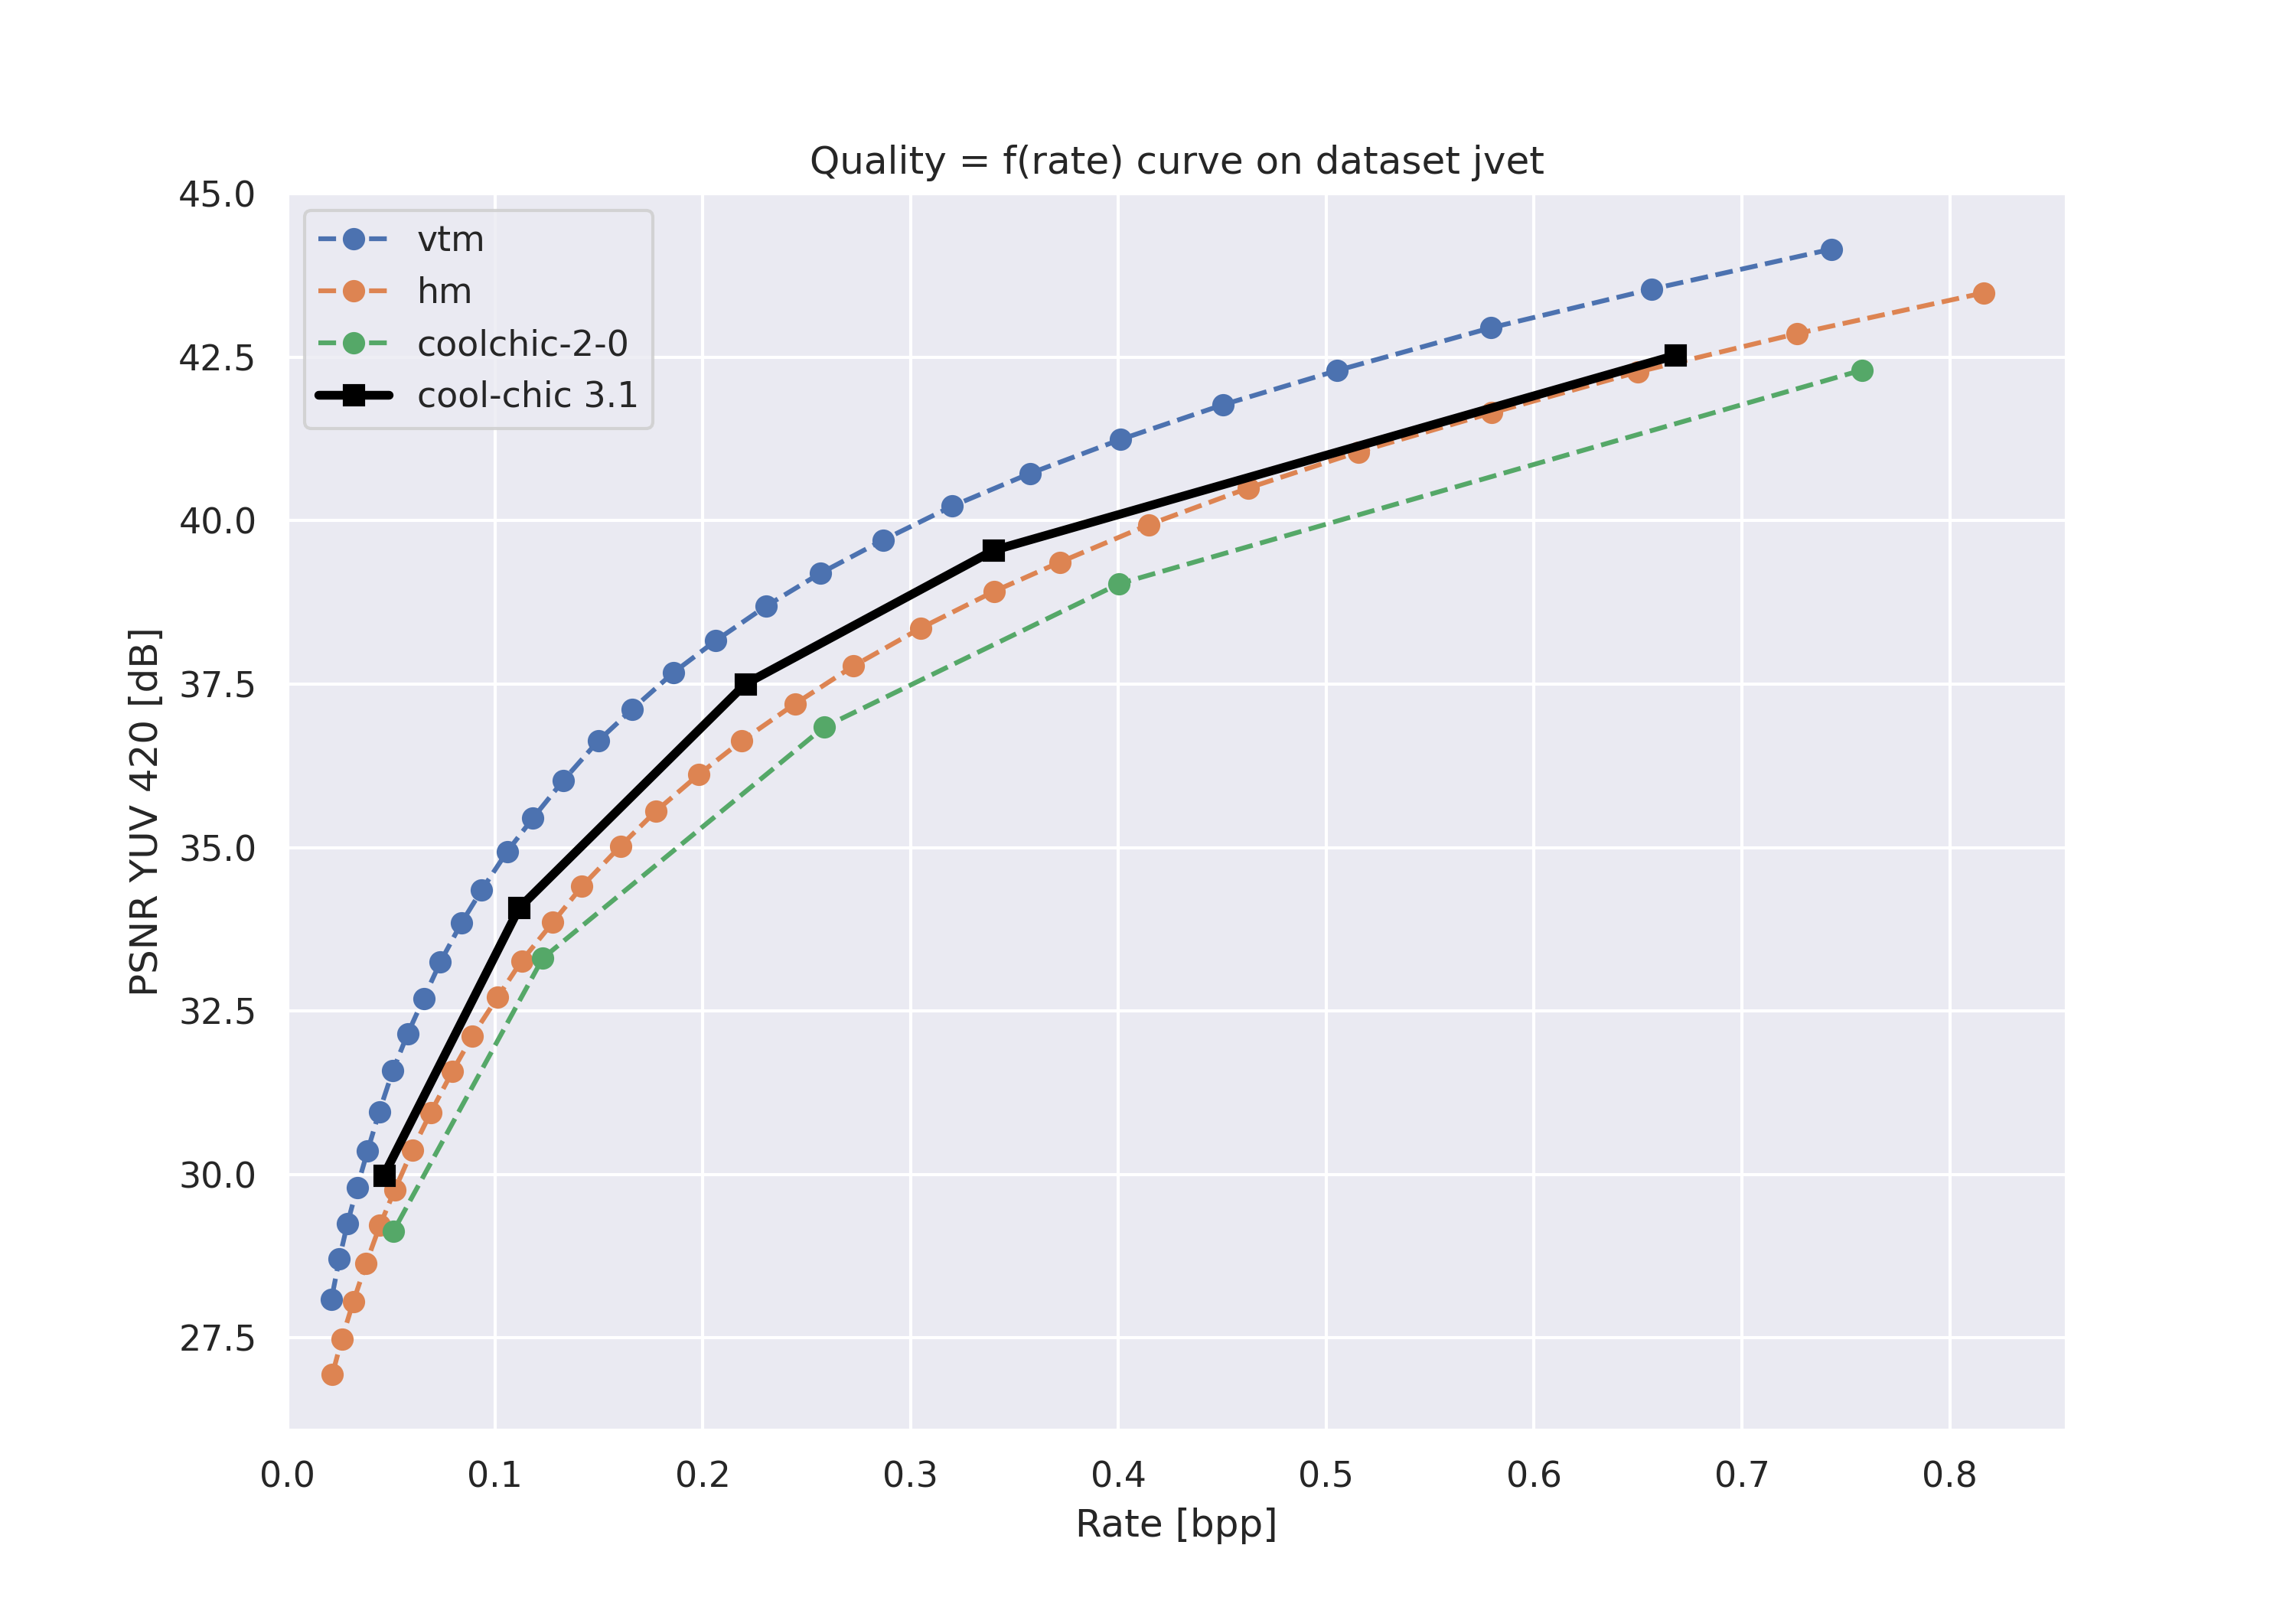 Quality = f(rate) curve on dataset jvet
45.0
42.5
40.0
37.5
35.0
32.5
30.0
27.5
PSNR YUV 420 [dB]
vtm
hm
coolchic-2-0
cool-chic 3.1
0.0 0.1 0.2 0.3 0.4 0.5 0.6 0.7 0.8
Rate [bpp]